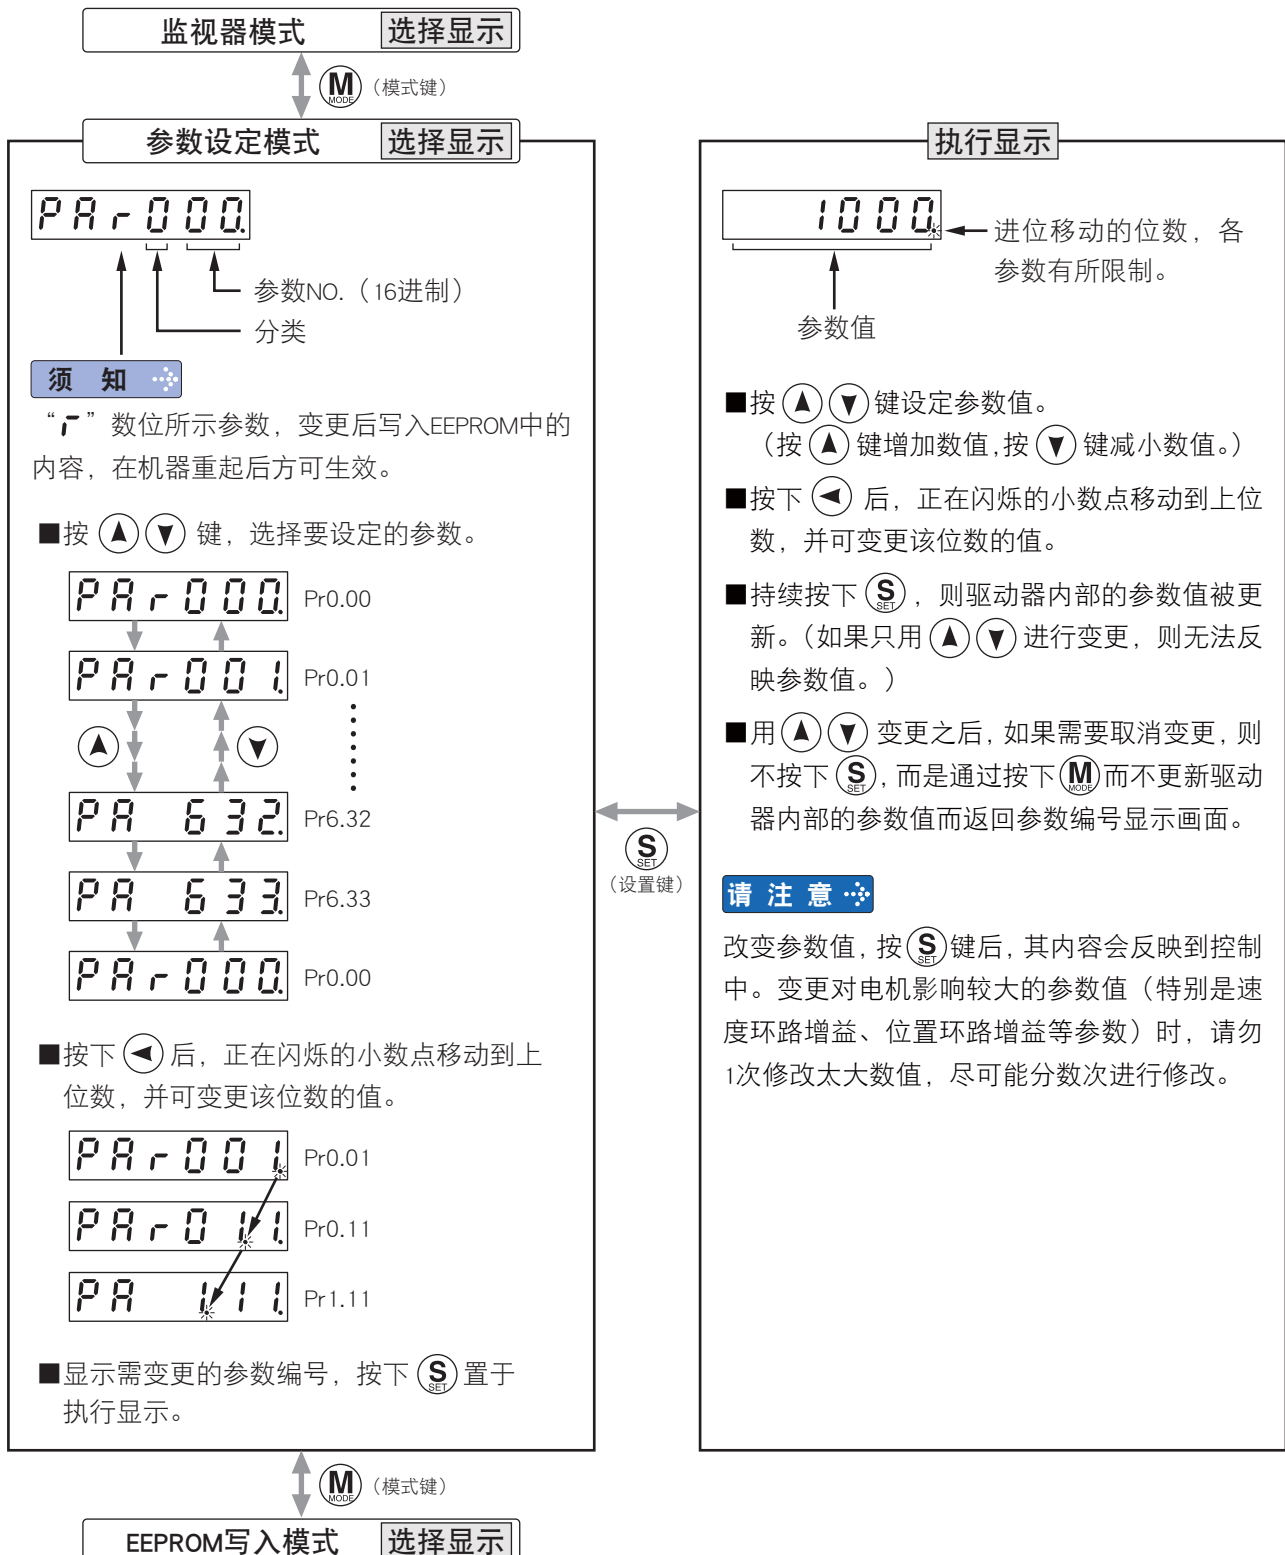 监视器模式 选择显示
M MODE （模式键）
参数设定模式 选择显示
PAr000.
参数NO.（16进制）
分类
须 知
“r”数位所示参数，变更后写入EEPROM中的
内容，在机器重起后方可生效。
■按 键，选择要设定的参数。
PAr000. Pr0.00
PAr001. Pr0.01
PA 632. Pr6.32
PA 633. Pr6.33
PAr000. Pr0.00
■按下 后，正在闪烁的小数点移动到上
位数，并可变更该位数的值。
PAr001. Pr0.01
PAr01.1. Pr0.11
PA 1.11. Pr1.11
■显示需变更的参数编号，按下 S SET 置于
执行显示。
S SET
（设置键）
执行显示
1000.
进位移动的位数，各
参数有所限制。
参数值
■按 键设定参数值。
（按 键增加数值，按 键减小数值。）
■按下 后，正在闪烁的小数点移动到上位
数，并可变更该位数的值。
■持续按下 S SET ，则驱动器内部的参数值被更
新。（如果只用 进行变更，则无法反
映参数值。）
■用 变更之后，如果需要取消变更，则
不按下 S SET，而是通过按下 M MODE 而不更新驱动
器内部的参数值而返回参数编号显示画面。
请 注 意
改变参数值，按 S SET 键后，其内容会反映到控制
中。变更对电机影响较大的参数值（特别是速
度环路增益、位置环路增益等参数）时，请勿
1次修改太大数值，尽可能分数次进行修改。
M MODE （模式键）
EEPROM写入模式 选择显示